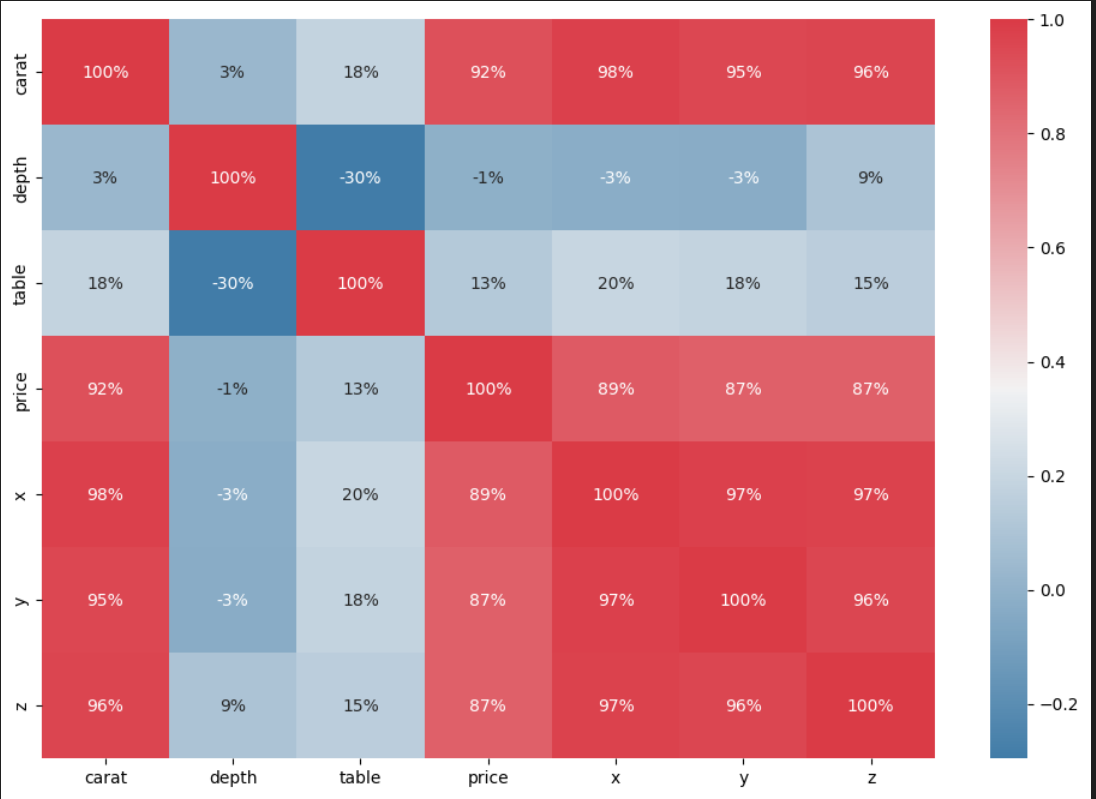 carat 100% 3% 18% 92% 98% 95% 96%
depth 3% 100% -30% -1% -3% -3% 9%
table 18% -30% 100% 13% 20% 18% 15%
price 92% -1% 13% 100% 89% 87% 87%
x 98% -3% 20% 89% 100% 97% 97%
y 95% -3% 18% 87% 97% 100% 96%
z 96% 9% 15% 87% 97% 96% 100%
carat depth table price x y z
1.0
0.8
0.6
0.4
0.2
0.0
−0.2